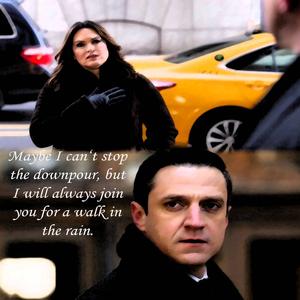 Maybe I can't stop
the downpour, but
I will always join
you for a walk in
the rain.